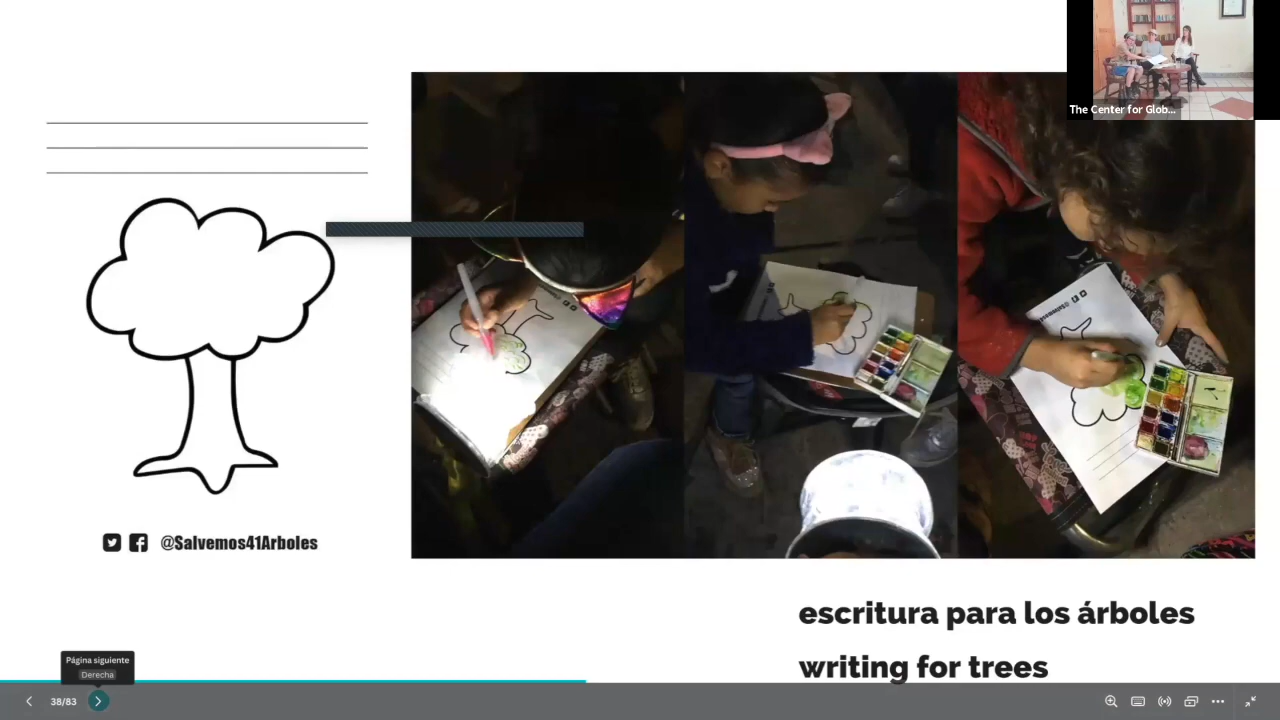 The Center for Glob...
@Salvemos41Arboles
escritura para los árboles
writing for trees
Página siguiente
Derecha
38/83